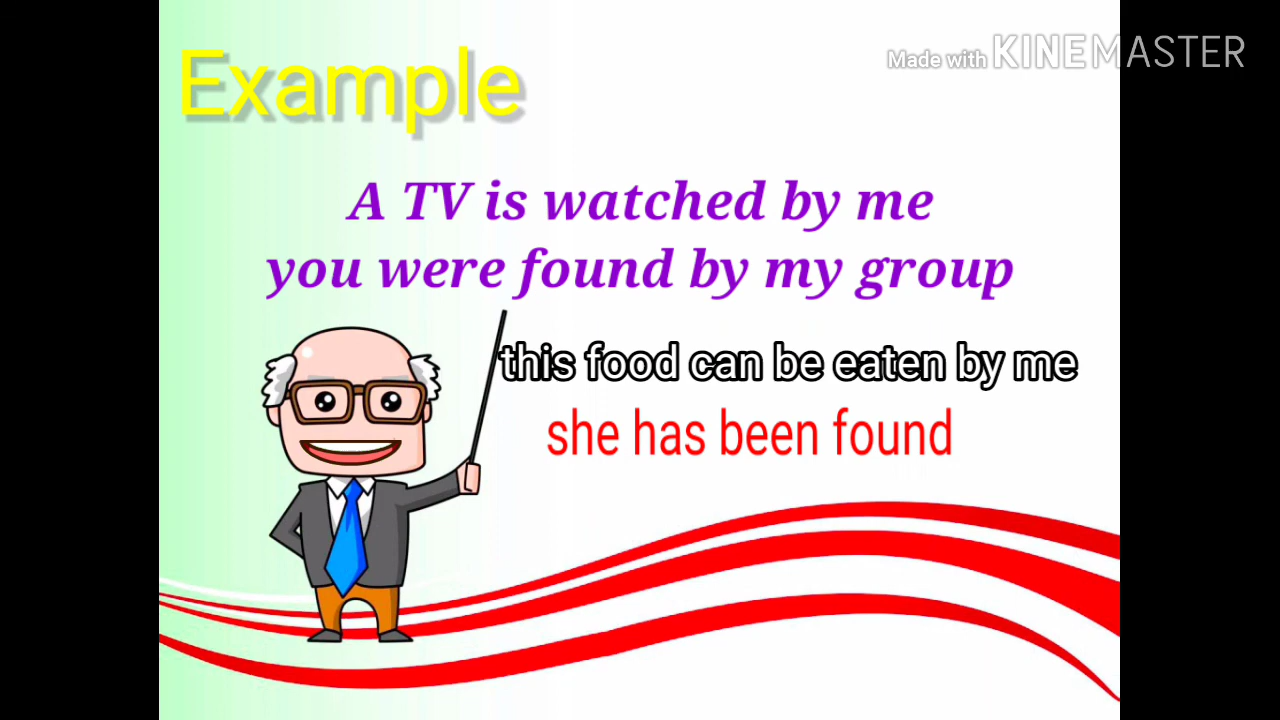 Made with KINEMASTER
Example
A TV is watched by me
you were found by my group
this food can be eaten by me
she has been found